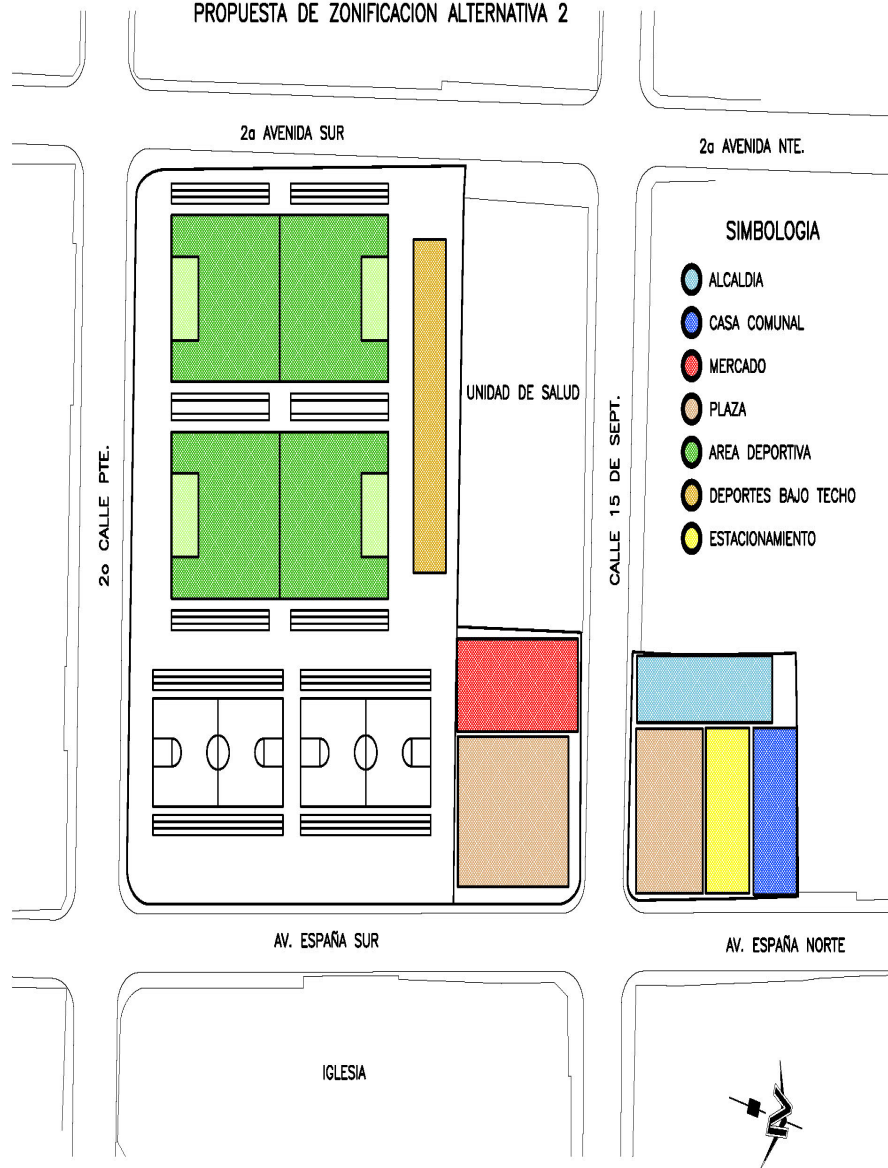 PROPUESTA DE ZONIFICACION ALTERNATIVA 2
2a AVENIDA SUR
2a AVENIDA NTE.
SIMBOLOGIA
ALCALDIA
CASA COMUNAL
MERCADO
PLAZA
AREA DEPORTIVA
DEPORTES BAJO TECHO
ESTACIONAMIENTO
UNIDAD DE SALUD
2o CALLE PTE.
CALLE 15 DE SEPT.
AV. ESPAÑA SUR
AV. ESPAÑA NORTE
IGLESIA
N